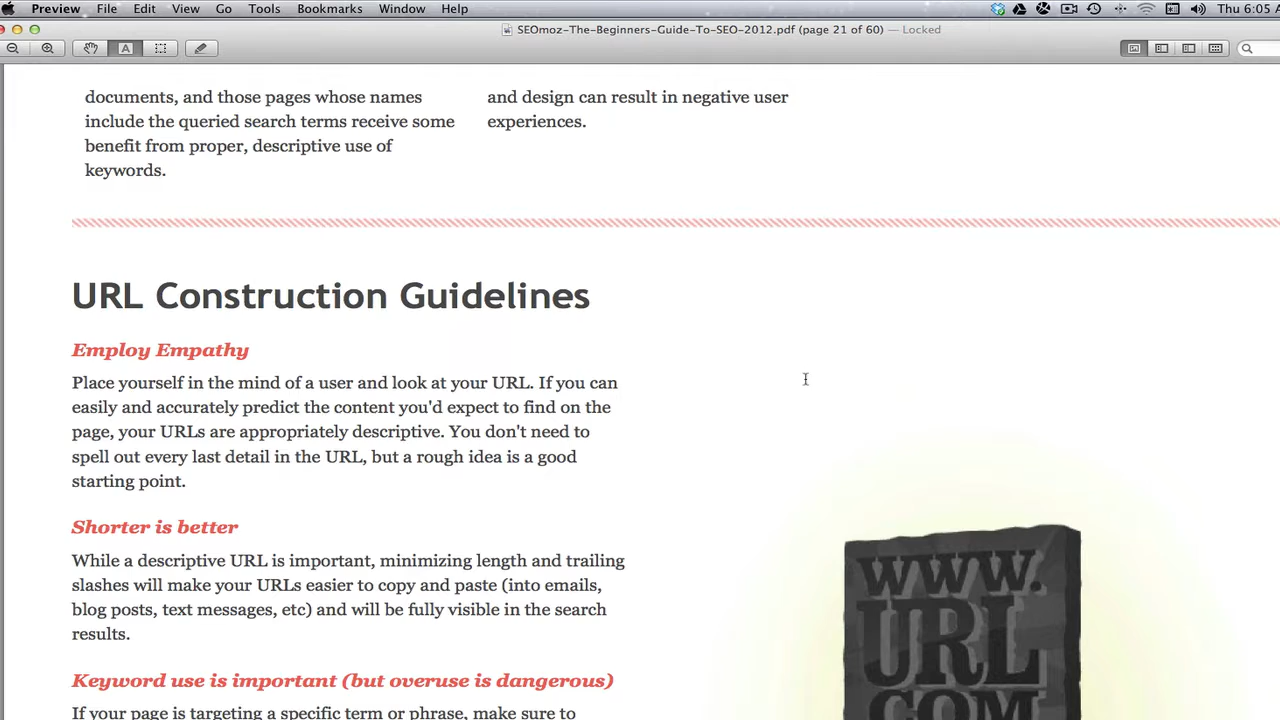 Preview File Edit View Go Tools Bookmarks Window Help Thu 6:05 A
SEOmoz-The-Beginners-Guide-To-SEO-2012.pdf (page 21 of 60) — Locked
documents, and those pages whose names
include the queried search terms receive some
benefit from proper, descriptive use of
keywords.
and design can result in negative user
experiences.
URL Construction Guidelines
Employ Empathy
Place yourself in the mind of a user and look at your URL. If you can
easily and accurately predict the content you'd expect to find on the
page, your URLs are appropriately descriptive. You don't need to
spell out every last detail in the URL, but a rough idea is a good
starting point.
Shorter is better
While a descriptive URL is important, minimizing length and trailing
slashes will make your URLs easier to copy and paste (into emails,
blog posts, text messages, etc) and will be fully visible in the search
results.
Keyword use is important (but overuse is dangerous)
If your page is targeting a specific term or phrase, make sure to
WWW.
URL
COM